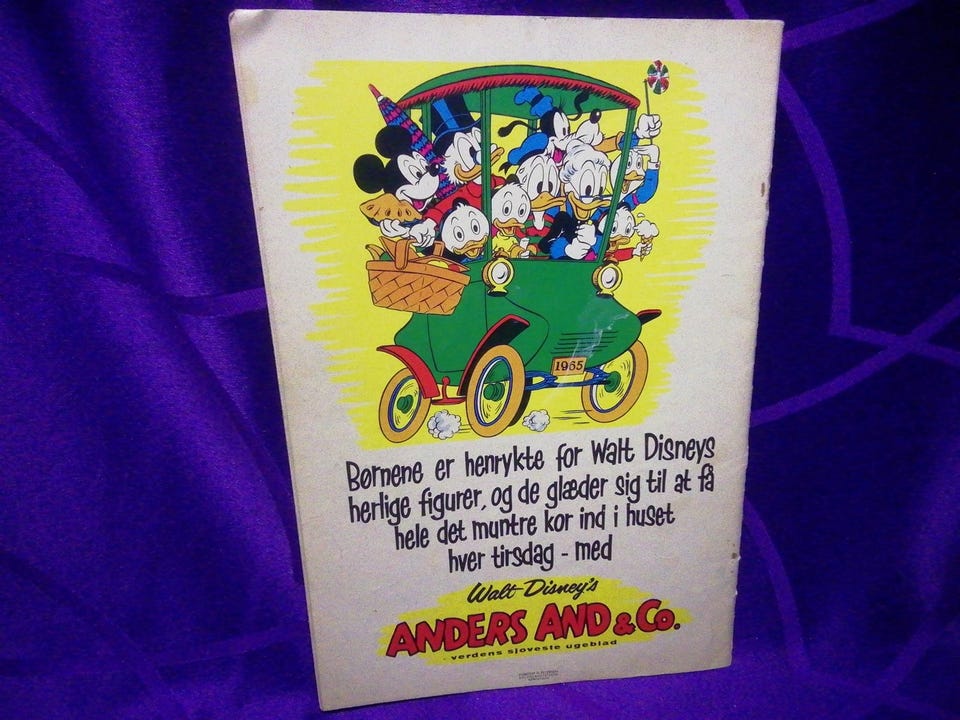 1965
Børnene er henrykte for Walt Disneys
herlige figurer, og de glæder sig til at få
hele det muntre kor ind i huset
hver tirsdag - med
Walt Disney's
ANDERS AND & Co.
- verdens sjoveste ugeblad